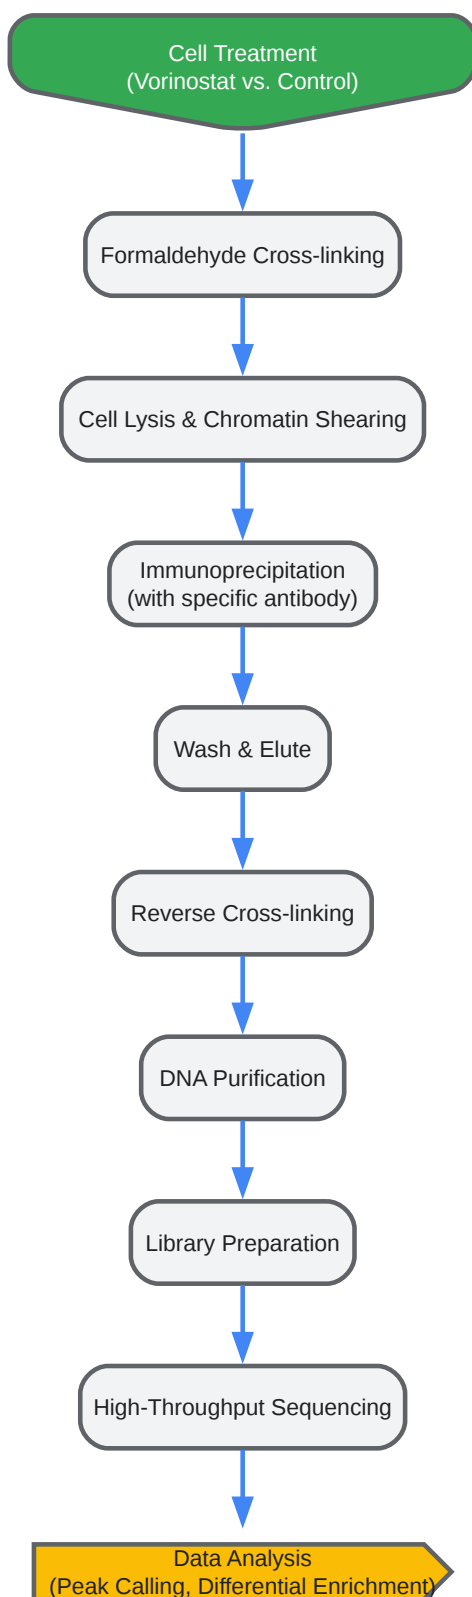 Cell Treatment
(Vorinostat vs. Control)
Formaldehyde Cross-linking
Cell Lysis & Chromatin Shearing
Immunoprecipitation
(with specific antibody)
Wash & Elute
Reverse Cross-linking
DNA Purification
Library Preparation
High-Throughput Sequencing
Data Analysis
(Peak Calling, Differential Enrichment)